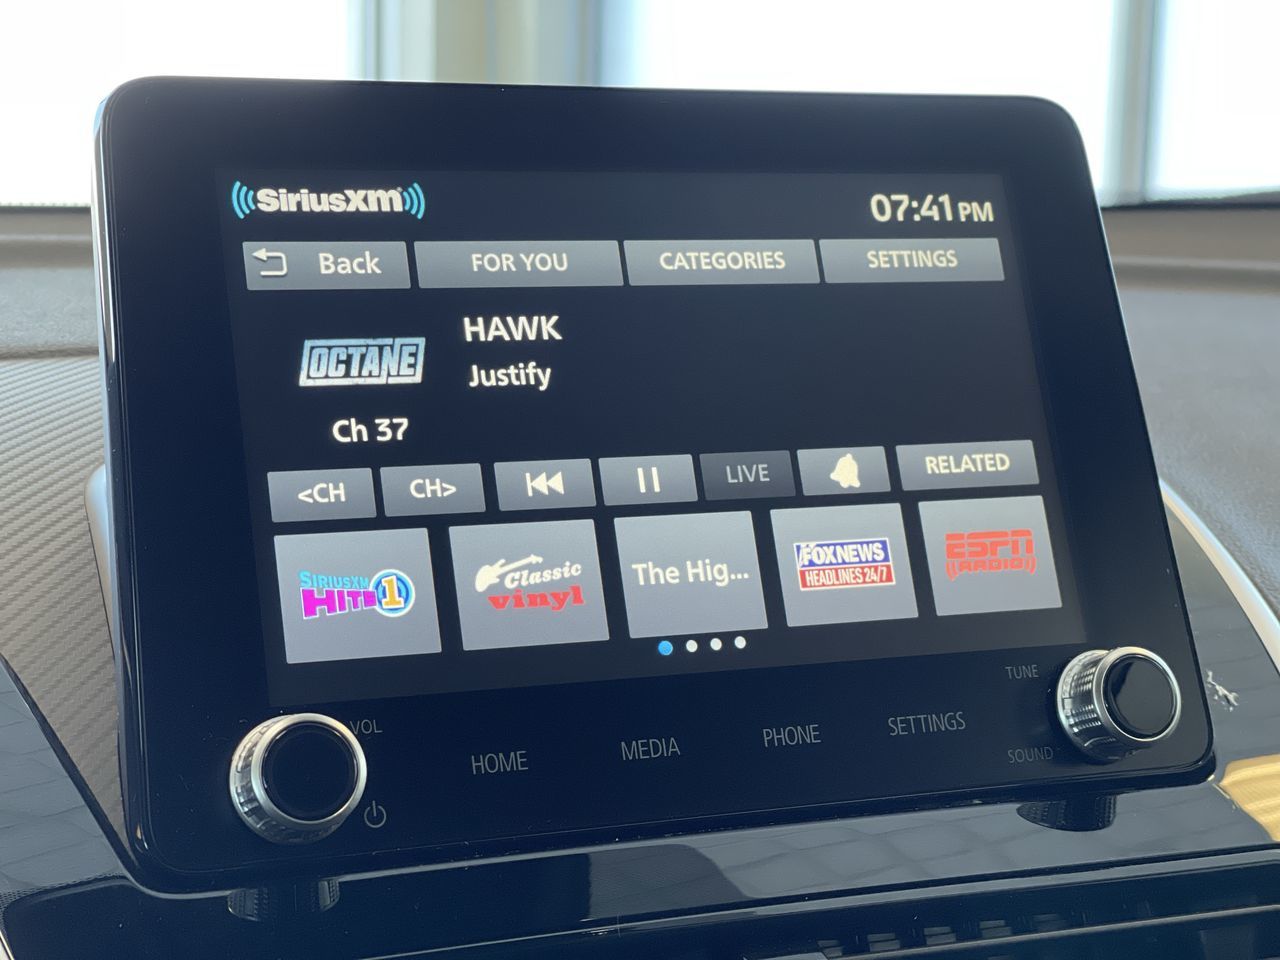 SiriusXM
07:41 PM
Back
FOR YOU
CATEGORIES
SETTINGS
OCTANE
HAWK
Justify
Ch 37
<CH
CH>
LIVE
RELATED
SIRIUSXM
HITS 1
Classic
vinyl
The Hig...
FOX NEWS
HEADLINES 24/7
ESPN
RADIO
VOL
HOME
MEDIA
PHONE
SETTINGS
TUNE
SOUND